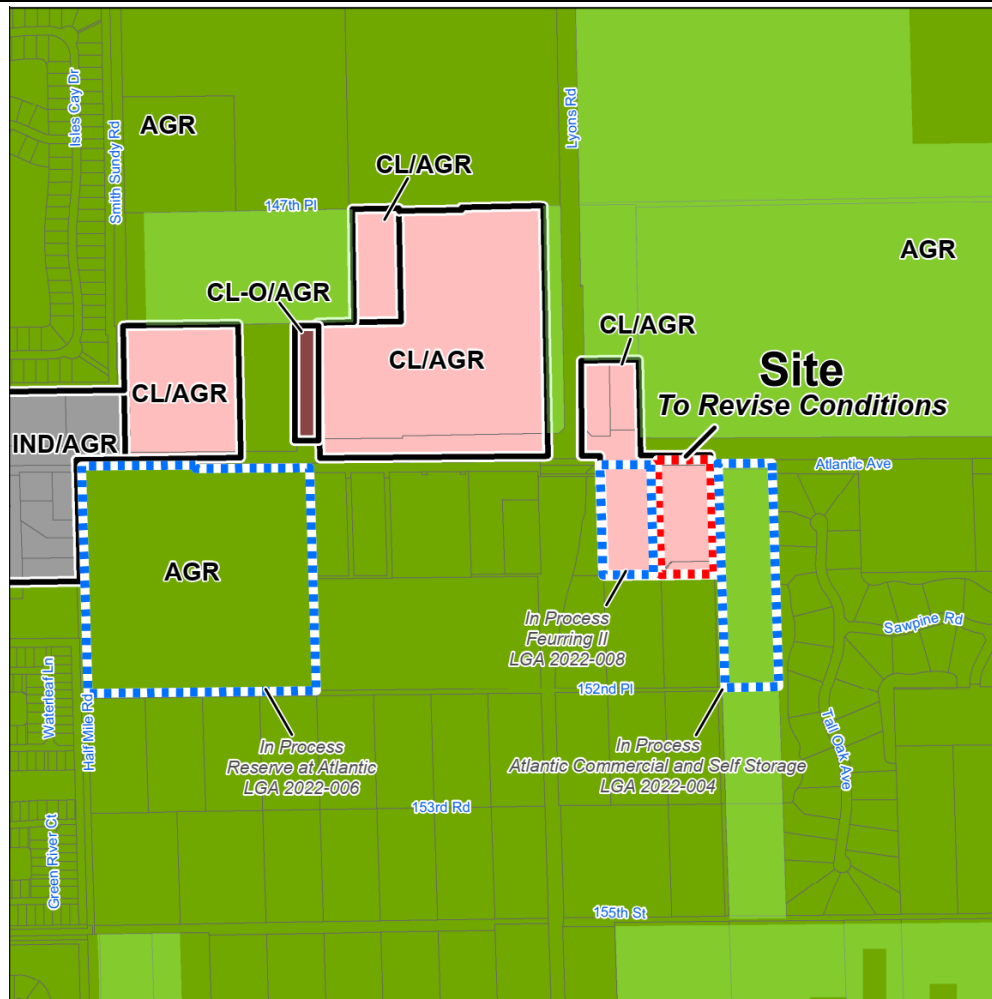 Isles Cay Dr
Smith Sundy Rd
AGR
Lyons Rd
CL/AGR
147th Pl
AGR
CL-O/AGR
CL/AGR
CL/AGR
CL/AGR
Site
To Revise Conditions
IND/AGR
Atlantic Ave
AGR
In Process
Feurring II
LGA 2022-008
Sawpine Rd
Waterleaf Ln
Half Mile Rd
152nd Pl
Tall Oak Ave
In Process
Reserve at Atlantic
LGA 2022-006
In Process
Atlantic Commercial and Self Storage
LGA 2022-004
153rd Rd
Green River Ct
155th St